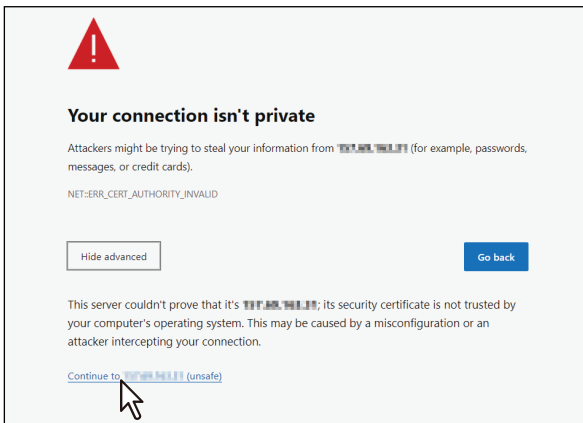 Your connection isn't private
Attackers might be trying to steal your information from (for example, passwords,
messages, or credit cards).
NET::ERR_CERT_AUTHORITY_INVALID
Hide advanced
Go back
This server couldn't prove that it's ; its security certificate is not trusted by
your computer's operating system. This may be caused by a misconfiguration or an
attacker intercepting your connection.
Continue to (unsafe)